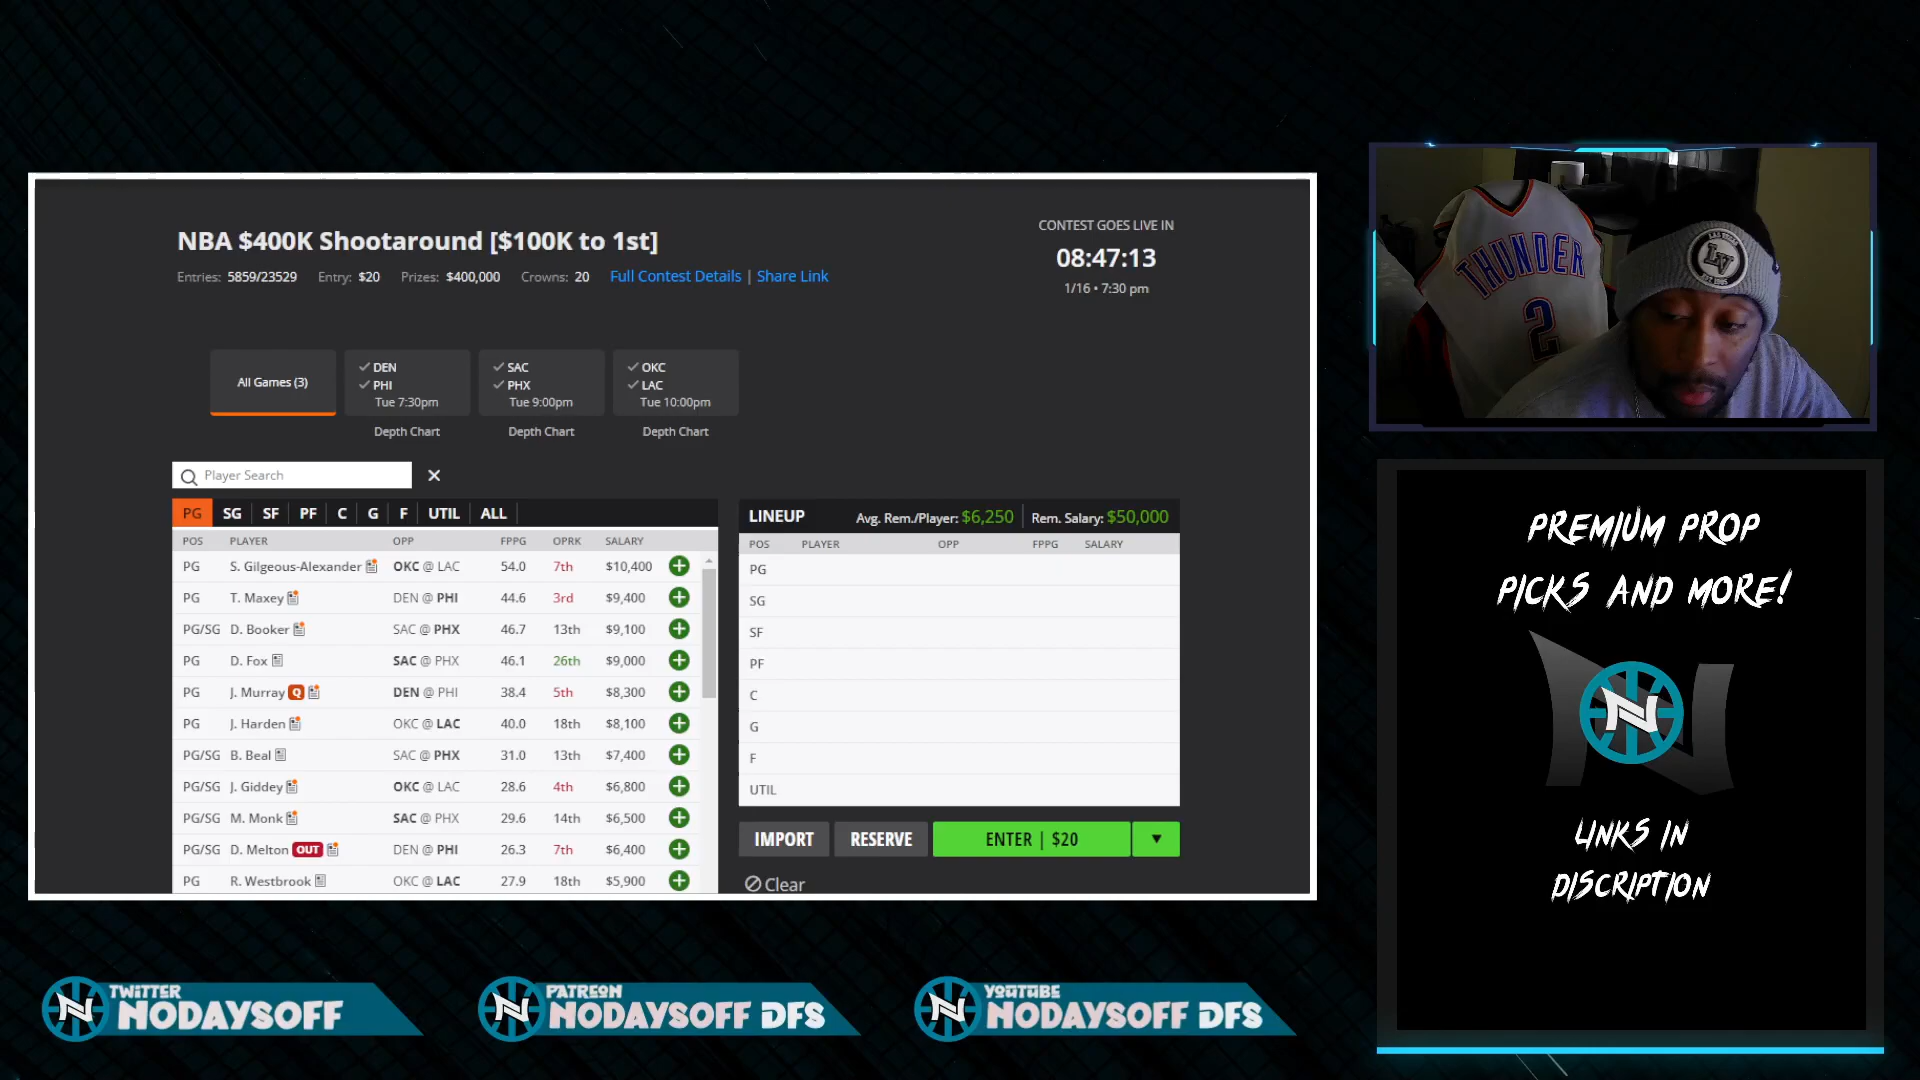 NBA $400K Shootaround [$100K to 1st]
Entries: 5859/23529 Entry: $20 Prizes: $400,000 Crowns: 20 Full Contest Details | Share Link
CONTEST GOES LIVE IN
08:47:13
1/16 • 7:30 pm
All Games (3)
DEN
PHI
Tue 7:30pm
Depth Chart
SAC
PHX
Tue 9:00pm
Depth Chart
OKC
LAC
Tue 10:00pm
Depth Chart
Player Search
PG SG SF PF C G F UTIL ALL
POS PLAYER OPP FPPG OPRK SALARY
PG S. Gilgeous-Alexander OKC @ LAC 54.0 7th $10,400
PG T. Maxey DEN @ PHI 44.6 3rd $9,400
PG/SG D. Booker SAC @ PHX 46.7 13th $9,100
PG D. Fox SAC @ PHX 46.1 26th $9,000
PG J. Murray Q DEN @ PHI 38.4 5th $8,300
PG J. Harden OKC @ LAC 40.0 18th $8,100
PG/SG B. Beal SAC @ PHX 31.0 13th $7,400
PG/SG J. Giddey OKC @ LAC 28.6 4th $6,800
PG/SG M. Monk SAC @ PHX 29.6 14th $6,500
PG/SG D. Melton OUT DEN @ PHI 26.3 7th $6,400
PG R. Westbrook OKC @ LAC 27.9 18th $5,900
LINEUP Avg. Rem./Player: $6,250 Rem. Salary: $50,000
POS PLAYER OPP FPPG SALARY
PG
SG
SF
PF
C
G
F
UTIL
IMPORT RESERVE ENTER | $20
Clear
THUNDER
2
LAS VEGAS
LV
PREMIUM PROP
PICKS AND MORE!
N
LINKS IN
DISCRIPTION
N TWITTER
NODAYSOFF
N PATREON
NODAYSOFF DFS
N YOUTUBE
NODAYSOFF DFS